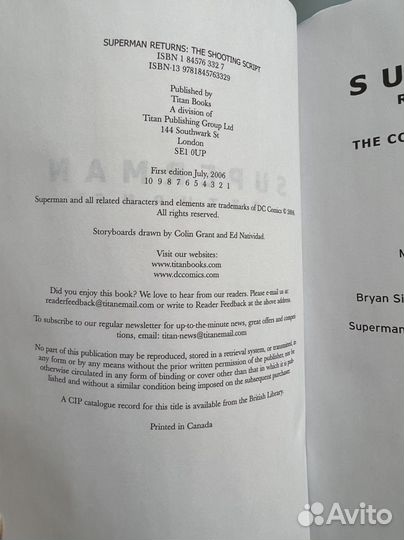 SUPERMAN RETURNS: THE SHOOTING SCRIPT
ISBN 1 84576 332 7
ISBN-13 9781845763329
Published by
Titan Books
A division of
Titan Publishing Group Ltd
144 Southwark St
London
SE1 0UP
First edition July, 2006
10 9 8 7 6 5 4 3 2 1
Superman and all related characters and elements are trademarks of DC Comics © 2006.
All rights reserved.
Storyboards drawn by Colin Grant and Ed Natividad.
Visit our websites:
www.titanbooks.com
www.dccomics.com
Did you enjoy this book? We love to hear from our readers. Please e-mail us at:
readerfeedback@titanemail.com or write to Reader Feedback at the above address.
To subscribe to our regular newsletter for up-to-the-minute news, great offers and compe-
titions, email: titan-news@titanemail.com
No part of this publication may be reproduced, stored in a retrieval system, or transmitted, in
any form or by any means without the prior written permission of the publisher, nor be
otherwise circulated in any form of binding or cover other than that in which it is pub-
lished and without a similar condition being imposed on the subsequent purchaser.
A CIP catalogue record for this title is available from the British Library.
Printed in Canada
S U
R
THE CO
Bryan Si
Superman
Avito